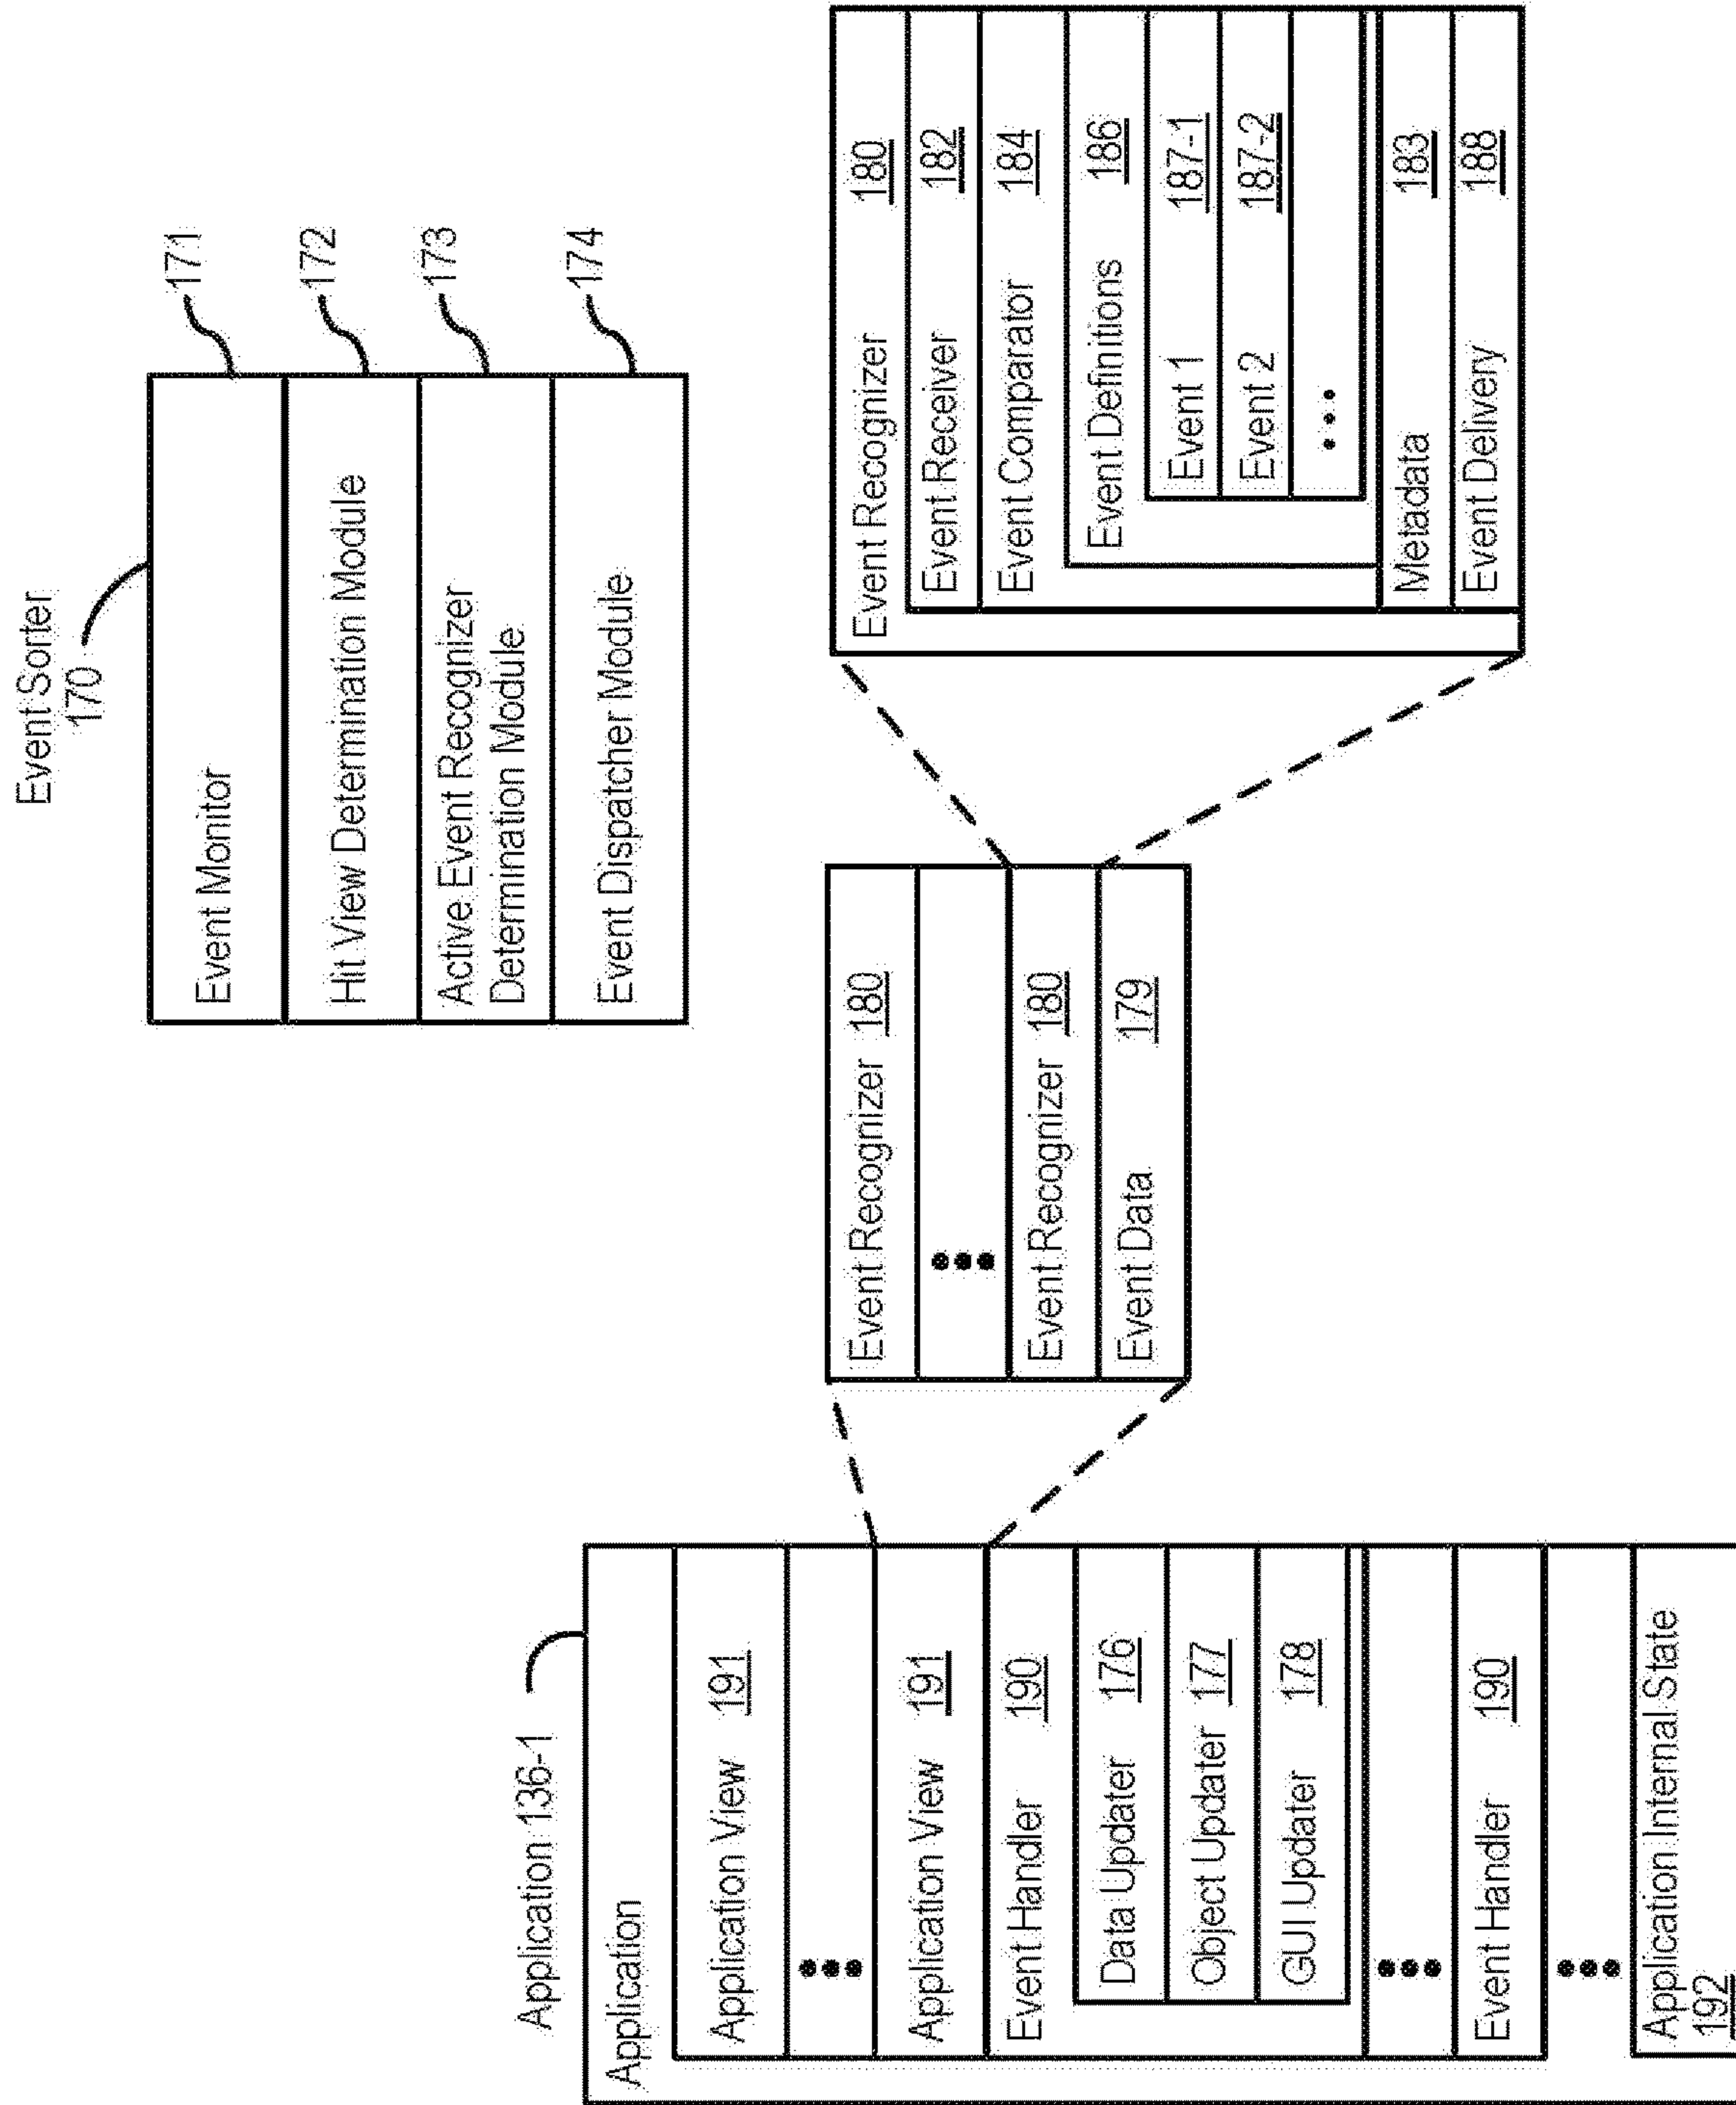 Event Sorter
170
Event Monitor
171
Hit View Determination Module
172
Active Event Recognizer
Determination Module
173
Event Dispatcher Module
174
Application 136-1
Application
Application View 191
•••
Application View 191
Event Handler 190
Data Updater 176
Object Updater 177
GUI Updater 178
•••
Event Handler 190
•••
Application Internal State
192
Event Recognizer 180
•••
Event Recognizer 180
Event Data 179
Event Recognizer 180
Event Receiver 182
Event Comparator 184
Event Definitions 186
Event 1 187-1
Event 2 187-2
•••
Metadata 183
Event Delivery 188